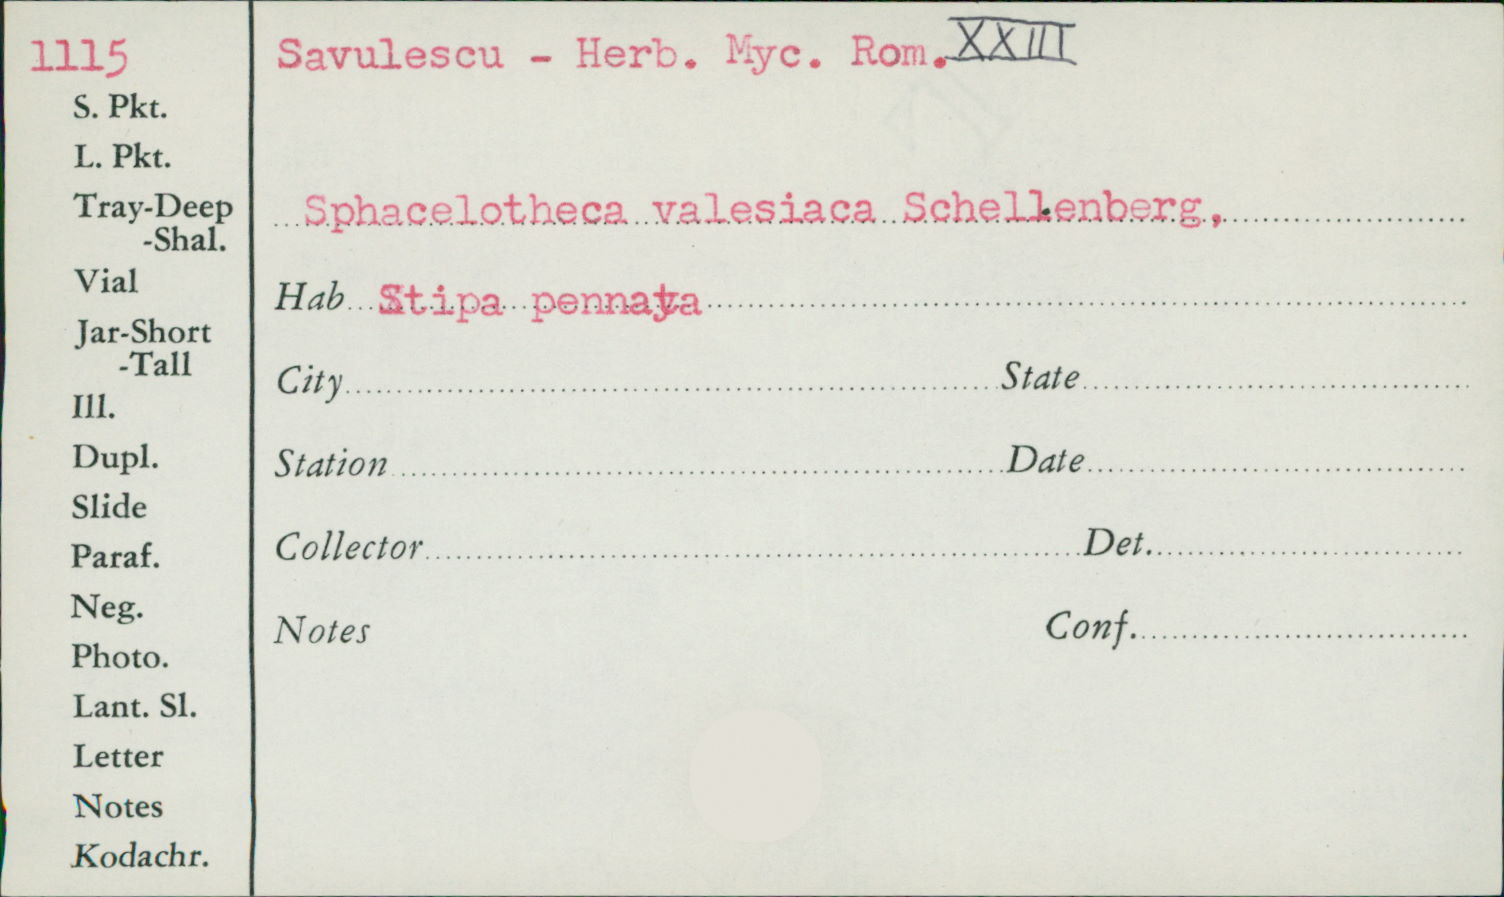 1115
Savulescu - Herb. Myc. Rom. XXIII
S. Pkt.
L. Pkt.
Tray-Deep
-Shal.
Vial
Jar-Short
-Tall
Ill.
Dupl.
Slide
Paraf.
Neg.
Photo.
Lant. Sl.
Letter
Notes
Kodachr.
Sphacelotheca valesiaca Schellenberg,
Hab Stipa pennata
City State
Station Date
Collector Det.
Notes Conf.